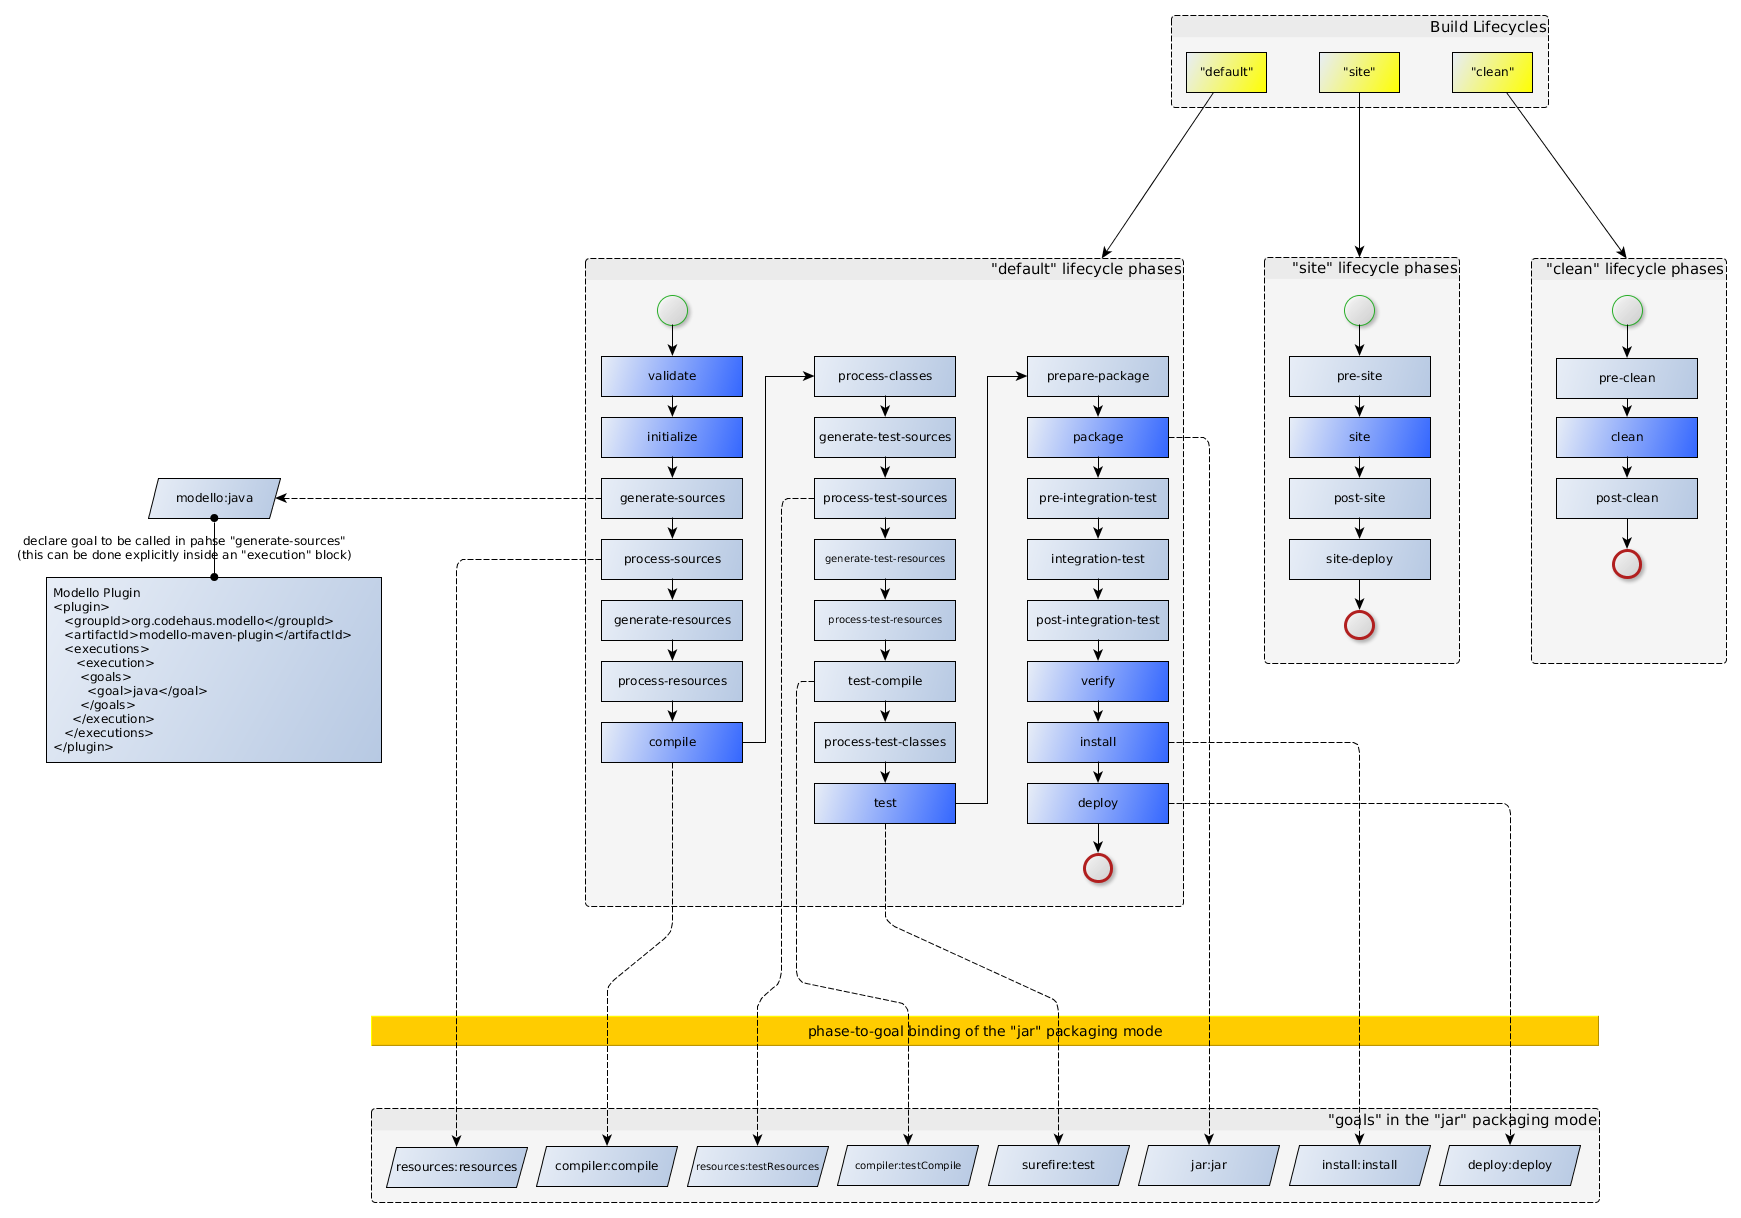 Build Lifecycles
"default"
"site"
"clean"
"default" lifecycle phases
validate
initialize
generate-sources
process-sources
generate-resources
process-resources
compile
process-classes
generate-test-sources
process-test-sources
generate-test-resources
process-test-resources
test-compile
process-test-classes
test
prepare-package
package
pre-integration-test
integration-test
post-integration-test
verify
install
deploy
"site" lifecycle phases
pre-site
site
post-site
site-deploy
"clean" lifecycle phases
pre-clean
clean
post-clean
modello:java
declare goal to be called in pahse "generate-sources"
(this can be done explicitly inside an "execution" block)
Modello Plugin
<plugin>
<groupId>org.codehaus.modello</groupId>
<artifactId>modello-maven-plugin</artifactId>
<executions>
<execution>
<goals>
<goal>java</goal>
</goals>
</execution>
</executions>
</plugin>
phase-to-goal binding of the "jar" packaging mode
"goals" in the "jar" packaging mode
resources:resources
compiler:compile
resources:testResources
compiler:testCompile
surefire:test
jar:jar
install:install
deploy:deploy